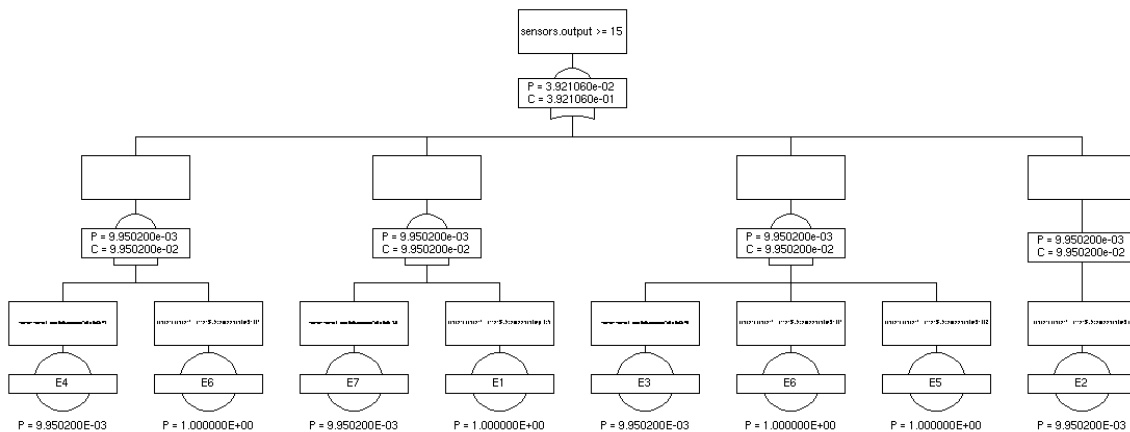 sensors.output >= 15
P = 3.921060e-02
C = 3.921060e-01
P = 9.950200e-03
C = 9.950200e-02
P = 9.950200e-03
C = 9.950200e-02
P = 9.950200e-03
C = 9.950200e-02
P = 9.950200e-03
C = 9.950200e-02
E4
E6
E7
E1
E3
E6
E5
E2
P = 9.950200E-03
P = 1.000000E+00
P = 9.950200E-03
P = 1.000000E+00
P = 9.950200E-03
P = 1.000000E+00
P = 1.000000E+00
P = 9.950200E-03